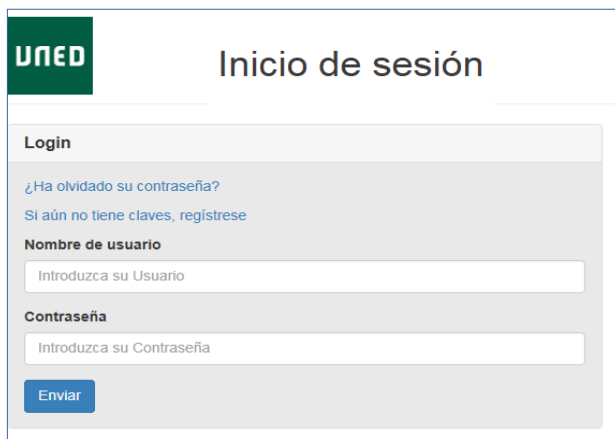 UNED
Inicio de sesión
Login
¿Ha olvidado su contraseña?
Si aún no tiene claves, regístrese
Nombre de usuario
Introduzca su Usuario
Contraseña
Introduzca su Contraseña
Enviar